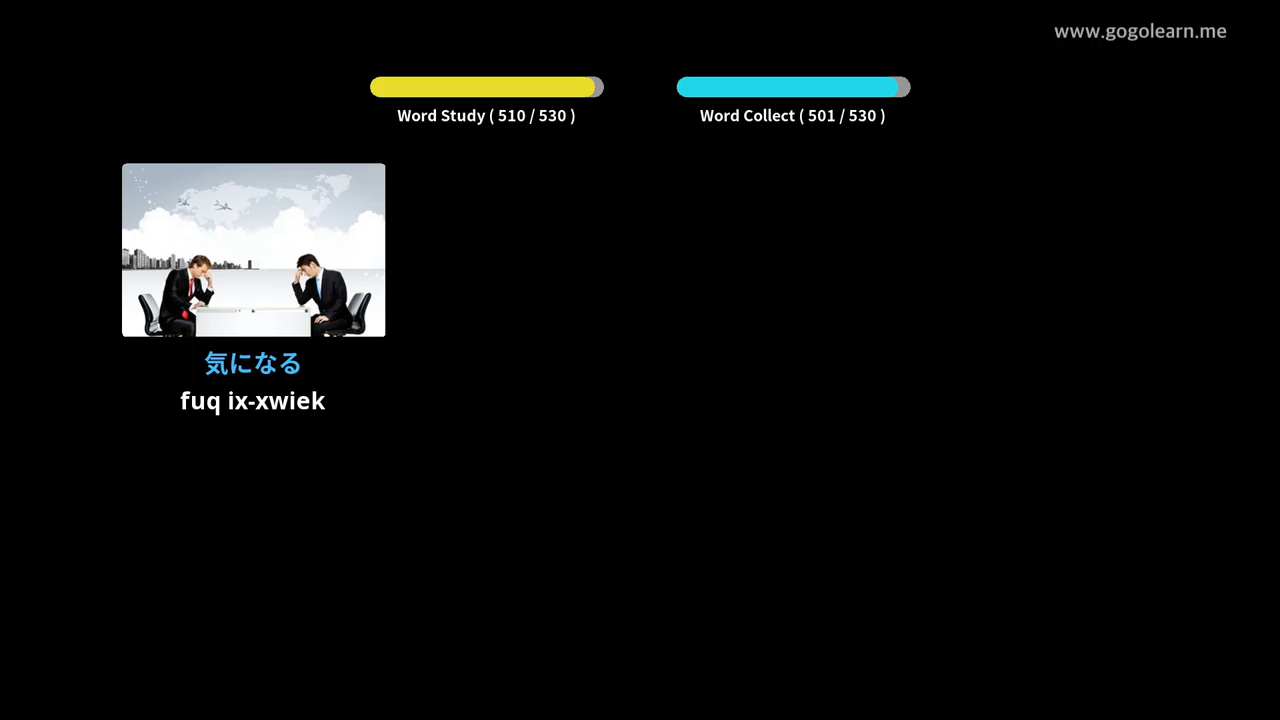 www.gogolearn.me
Word Study ( 510 / 530 )
Word Collect ( 501 / 530 )
気になる
fuq ix-xwiek